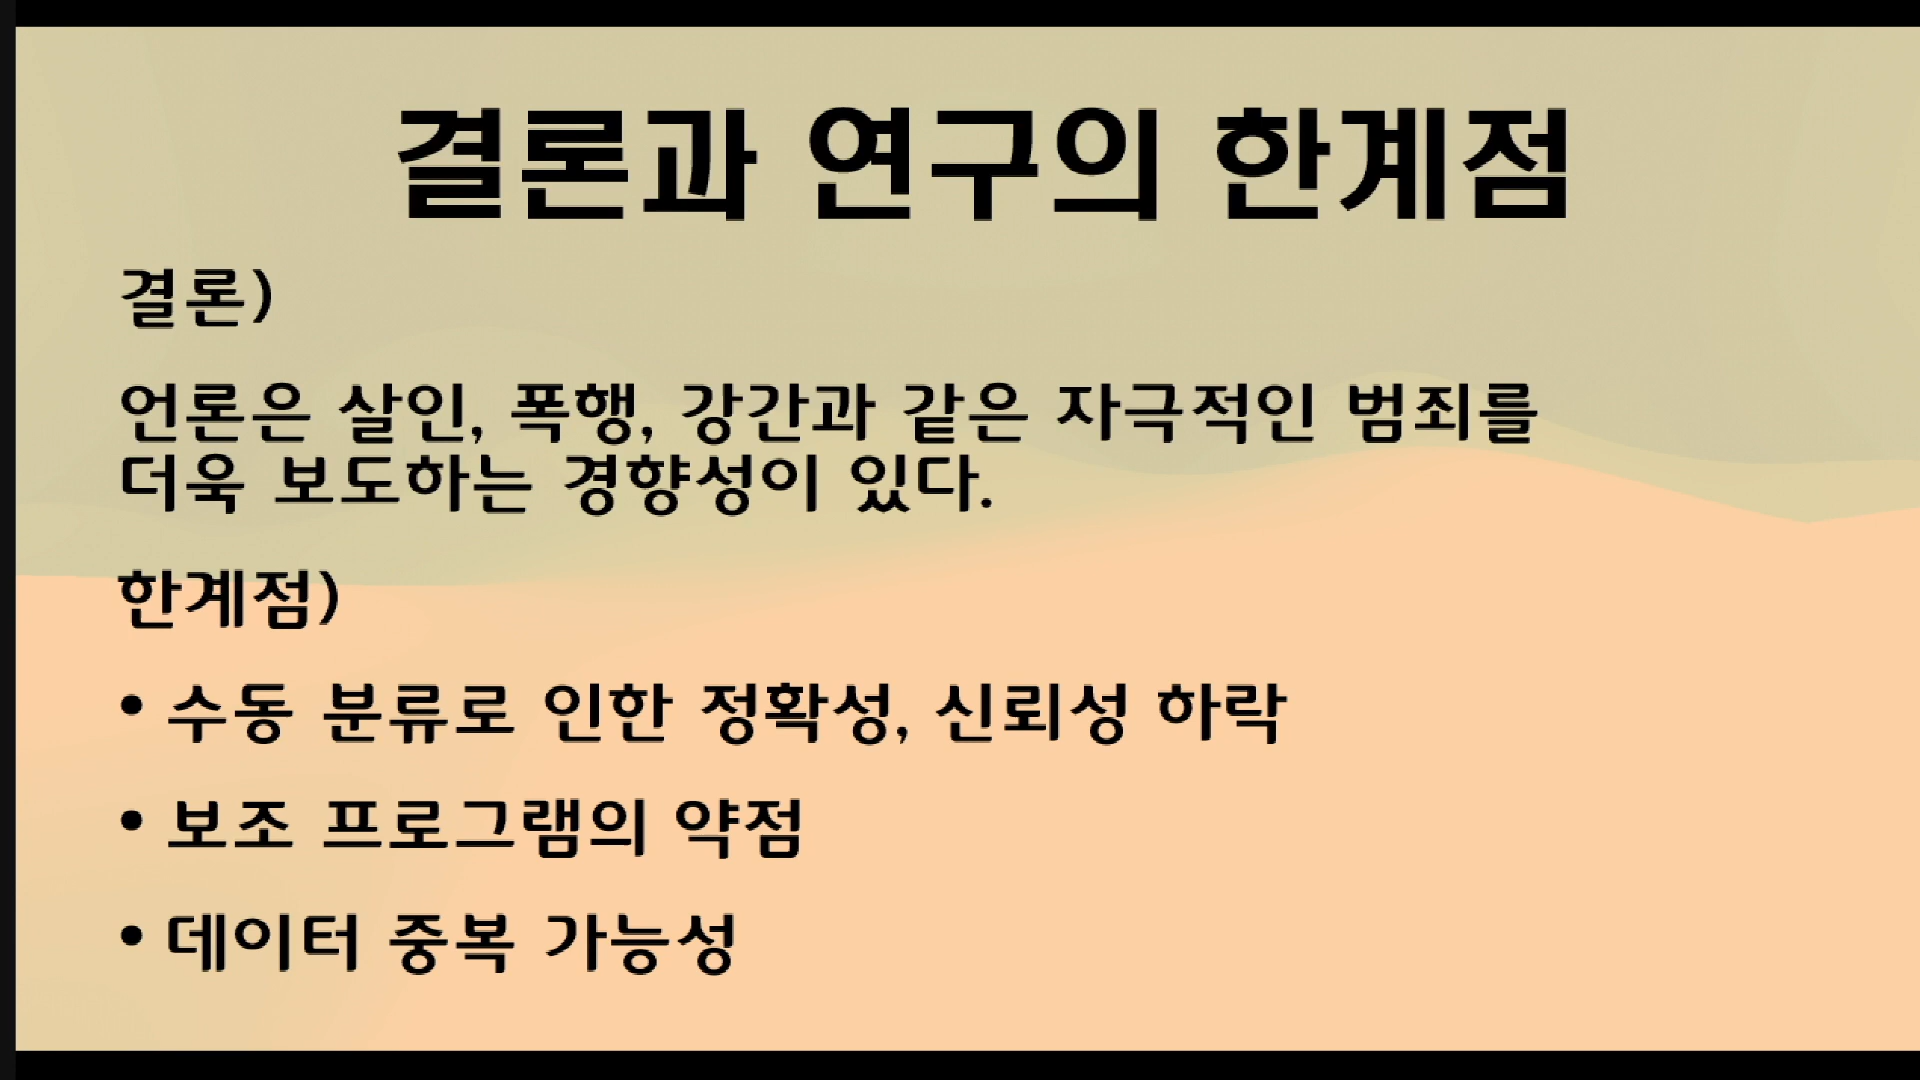 결론과 연구의 한계점
결론)
언론은 살인, 폭행, 강간과 같은 자극적인 범죄를
더욱 보도하는 경향성이 있다.
한계점)
• 수동 분류로 인한 정확성, 신뢰성 하락
• 보조 프로그램의 약점
• 데이터 중복 가능성